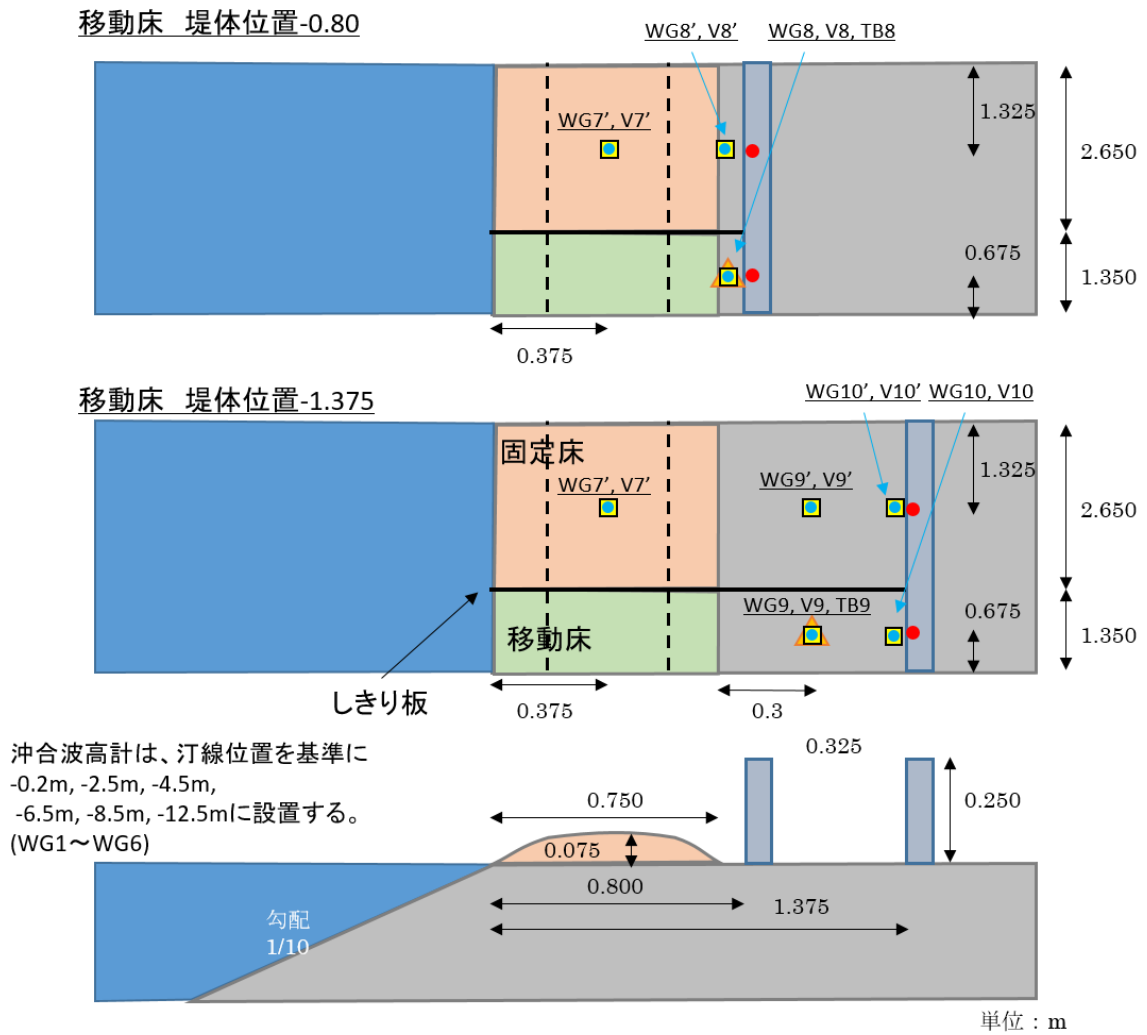 移動床 堤体位置-0.80
WG8', V8'
WG8, V8, TB8
WG7', V7'
1.325
2.650
0.675
1.350
0.375
移動床 堤体位置-1.375
WG10', V10'
WG10, V10
固定床
WG7', V7'
WG9', V9'
1.325
2.650
WG9, V9, TB9
移動床
0.675
1.350
しきり板
0.375
0.3
沖合波高計は、汀線位置を基準に
-0.2m, -2.5m, -4.5m,
-6.5m, -8.5m, -12.5mに設置する。
(WG1～WG6)
0.325
0.750
0.250
0.075
0.800
1.375
勾配
1/10
単位：m